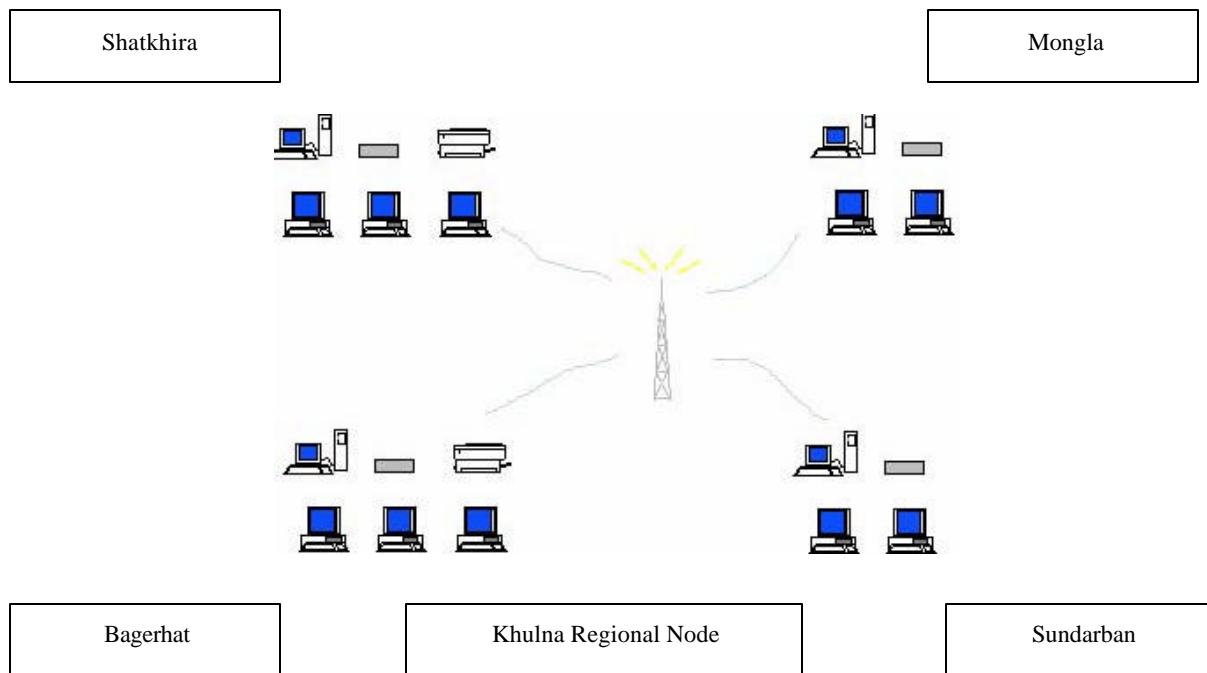 Shatkhira
Mongla
Bagerhat
Khulna Regional Node
Sundarban